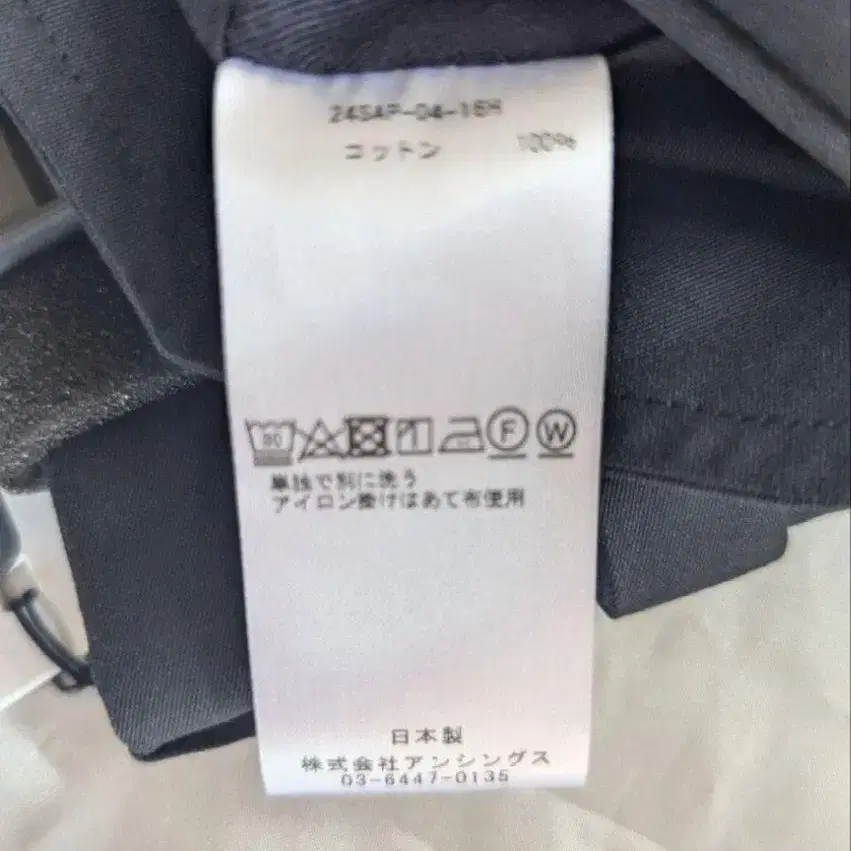 24SAP-04-16H
コットン 100%
F W
単独で別に洗う
アイロン掛けはあて布使用
日本製
株式会社アンシングス
03-6447-0135